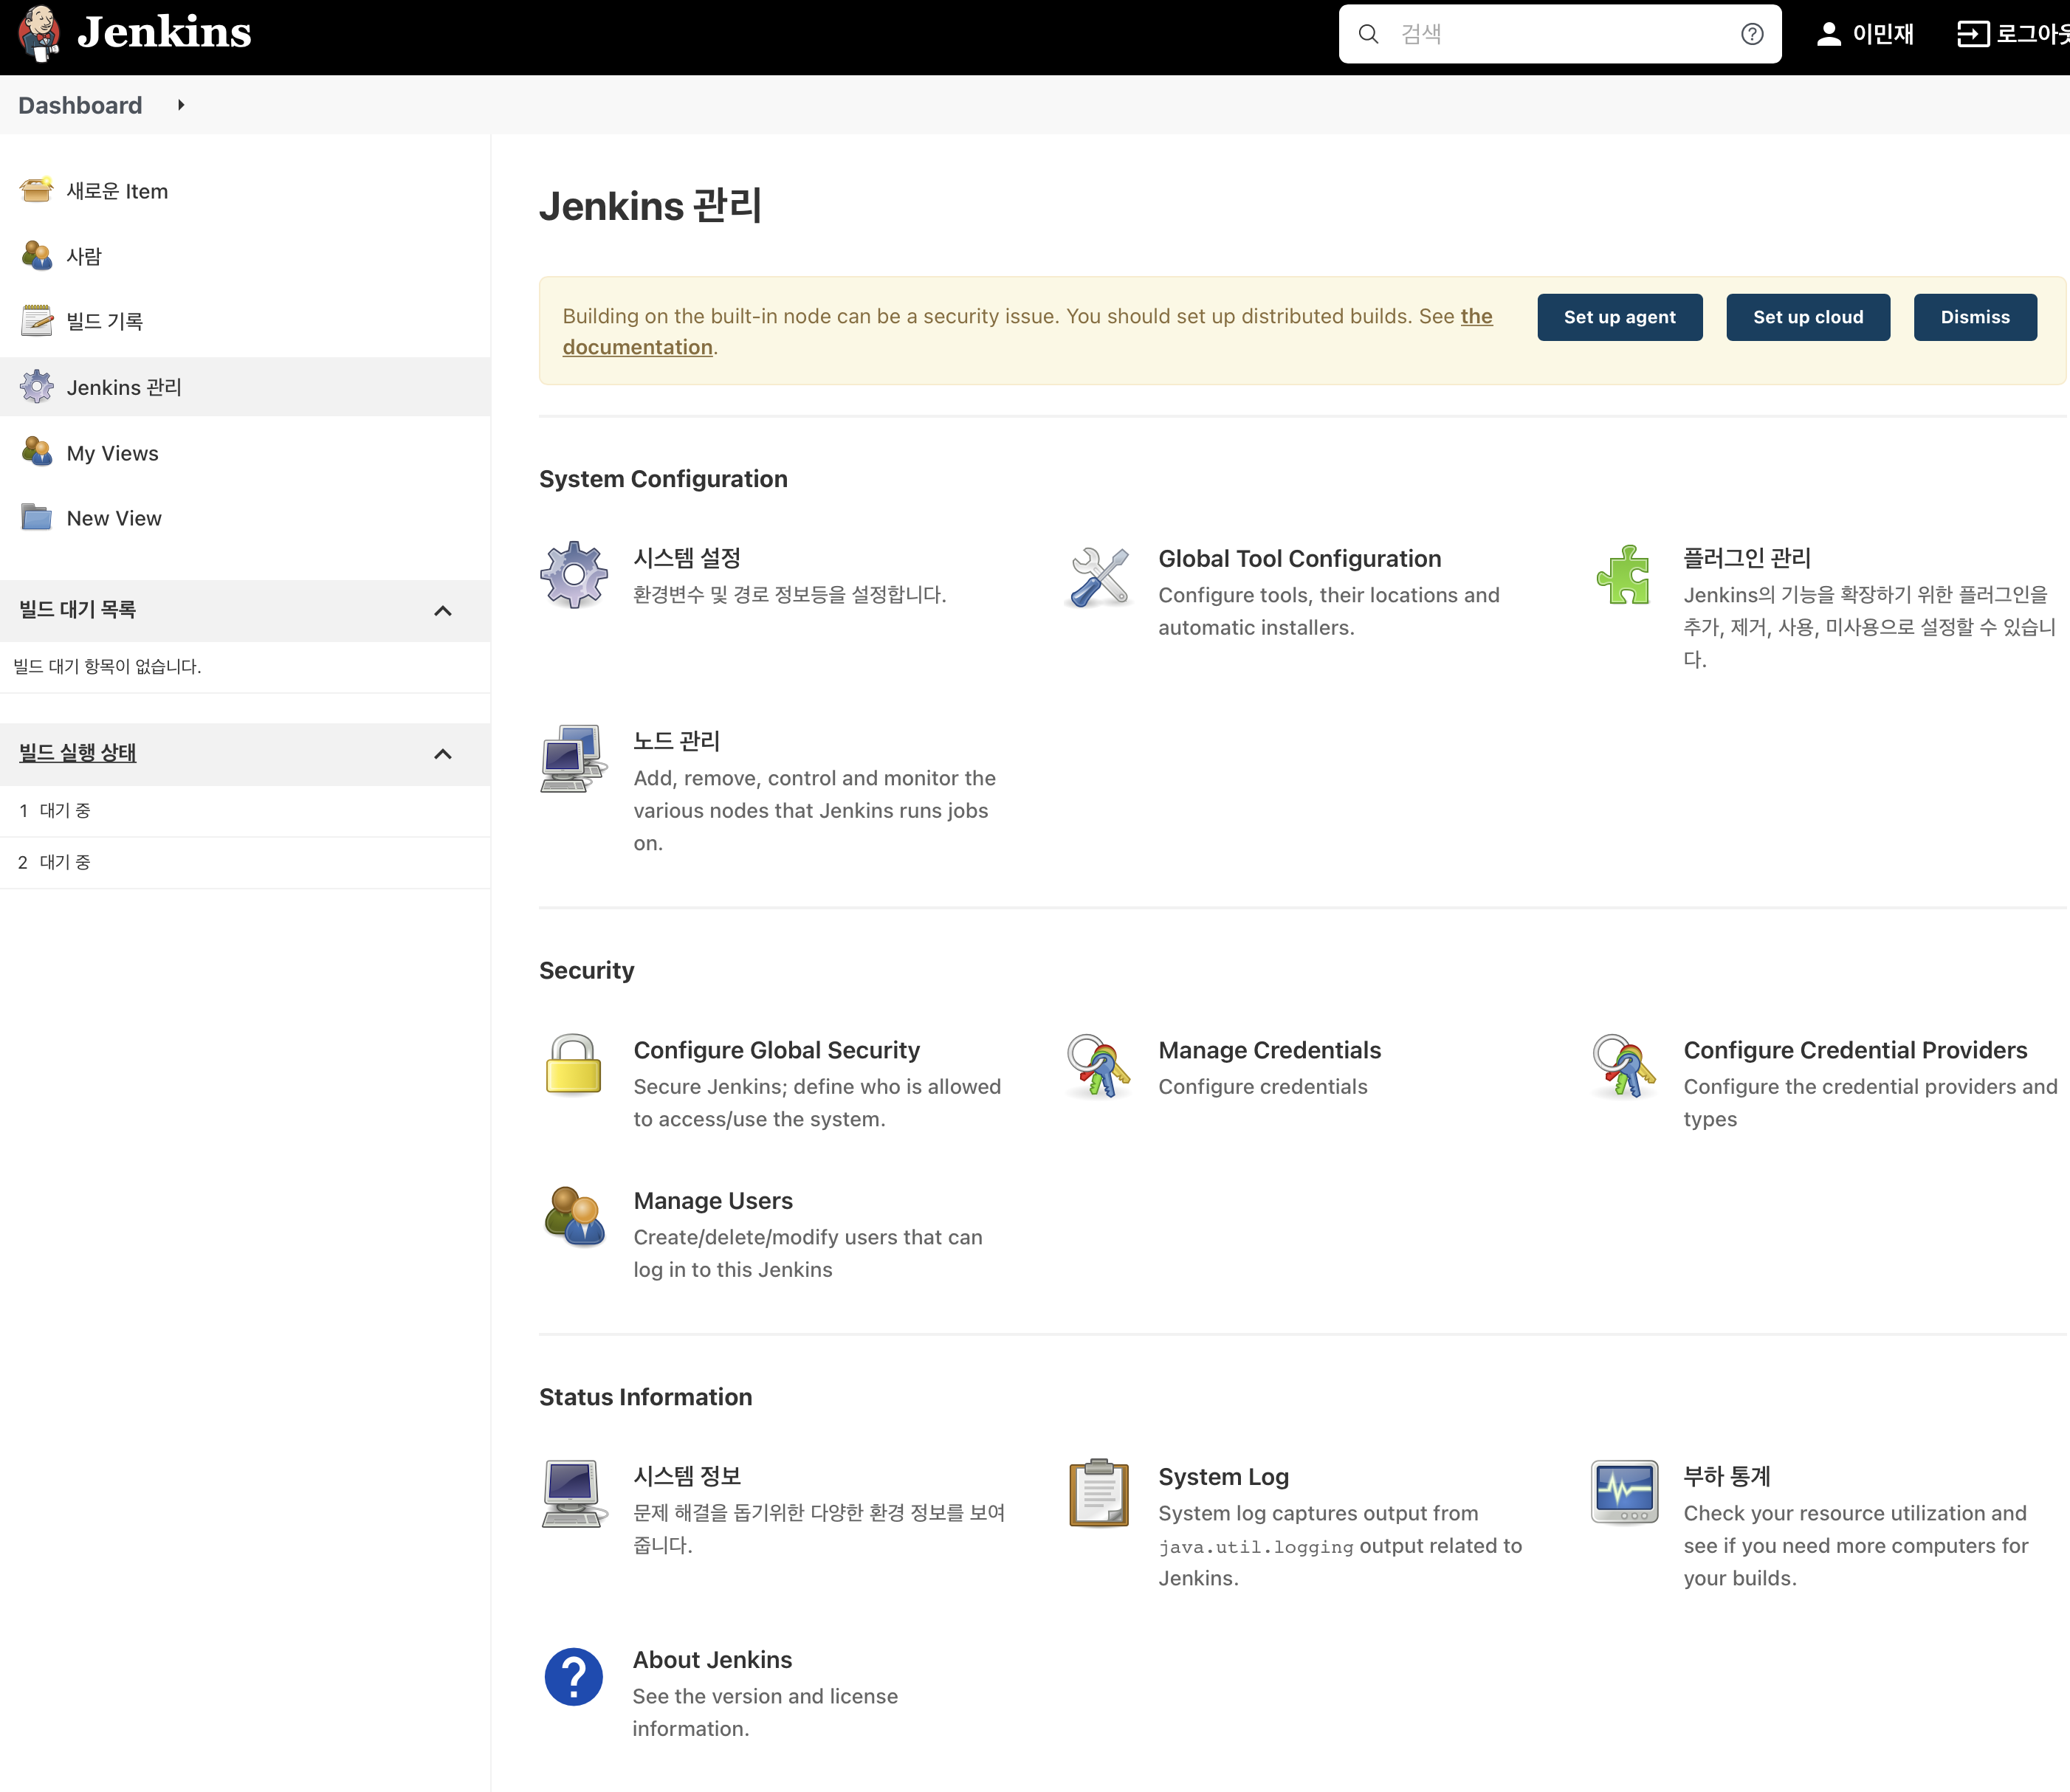 Jenkins
검색
이민재
로그아웃
Dashboard
새로운 Item
사람
빌드 기록
Jenkins 관리
My Views
New View
빌드 대기 목록
빌드 대기 항목이 없습니다.
빌드 실행 상태
1 대기 중
2 대기 중
Jenkins 관리
Building on the built-in node can be a security issue. You should set up distributed builds. See the
documentation.
Set up agent
Set up cloud
Dismiss
System Configuration
시스템 설정
환경변수 및 경로 정보등을 설정합니다.
Global Tool Configuration
Configure tools, their locations and
automatic installers.
플러그인 관리
Jenkins의 기능을 확장하기 위한 플러그인을
추가, 제거, 사용, 미사용으로 설정할 수 있습니
다.
노드 관리
Add, remove, control and monitor the
various nodes that Jenkins runs jobs
on.
Security
Configure Global Security
Secure Jenkins; define who is allowed
to access/use the system.
Manage Credentials
Configure credentials
Configure Credential Providers
Configure the credential providers and
types
Manage Users
Create/delete/modify users that can
log in to this Jenkins
Status Information
시스템 정보
문제 해결을 돕기위한 다양한 환경 정보를 보여
줍니다.
System Log
System log captures output from
java.util.logging output related to
Jenkins.
부하 통계
Check your resource utilization and
see if you need more computers for
your builds.
About Jenkins
See the version and license
information.